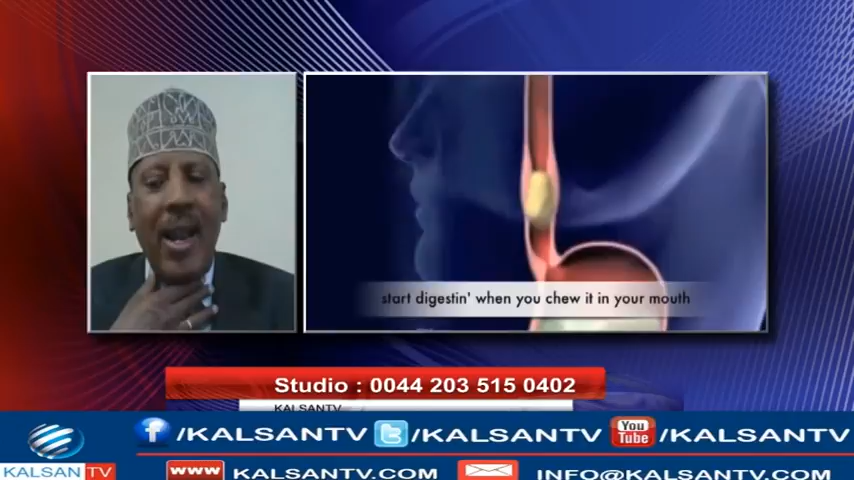 start digestin' when you chew it in your mouth
Studio : 0044 203 515 0402
KALSANTV
/KALSANTV /KALSANTV You Tube /KALSANTV
KALSAN TV www KALSANTV.COM INFO@KALSANTV.COM